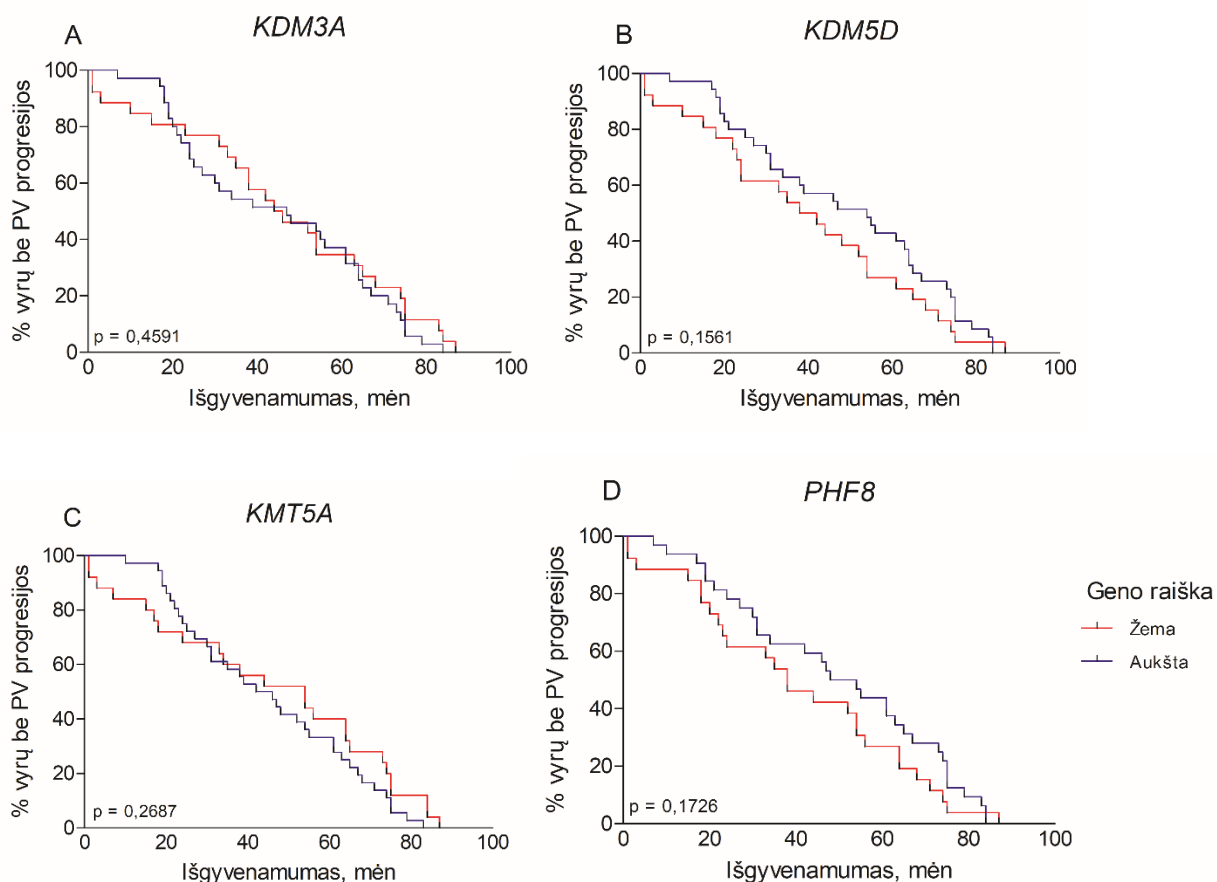 A
KDM3A
% vyrų be PV progresijos
100
80
60
40
20
0
p = 0,4591
0 20 40 60 80 100
Išgyvenamumas, mėn
B
KDM5D
% vyrų be PV progresijos
100
80
60
40
20
0
p = 0,1561
0 20 40 60 80 100
Išgyvenamumas, mėn
C
KMT5A
% vyrų be PV progresijos
100
80
60
40
20
0
p = 0,2687
0 20 40 60 80 100
Išgyvenamumas, mėn
D
PHF8
% vyrų be PV progresijos
100
80
60
40
20
0
p = 0,1726
0 20 40 60 80 100
Išgyvenamumas, mėn
Geno raiška
Žema
Aukšta